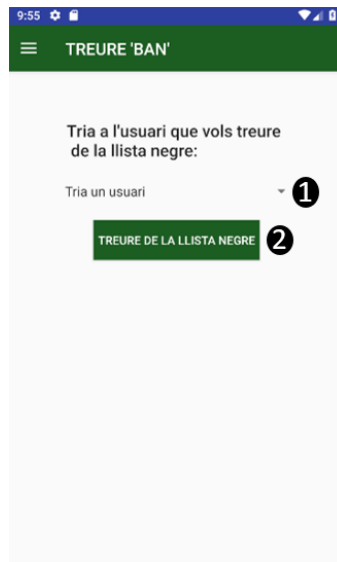 9:55
TREURE 'BAN'
Tria a l'usuari que vols treure
de la llista negre:
Tria un usuari
1
TREURE DE LA LLISTA NEGRE
2